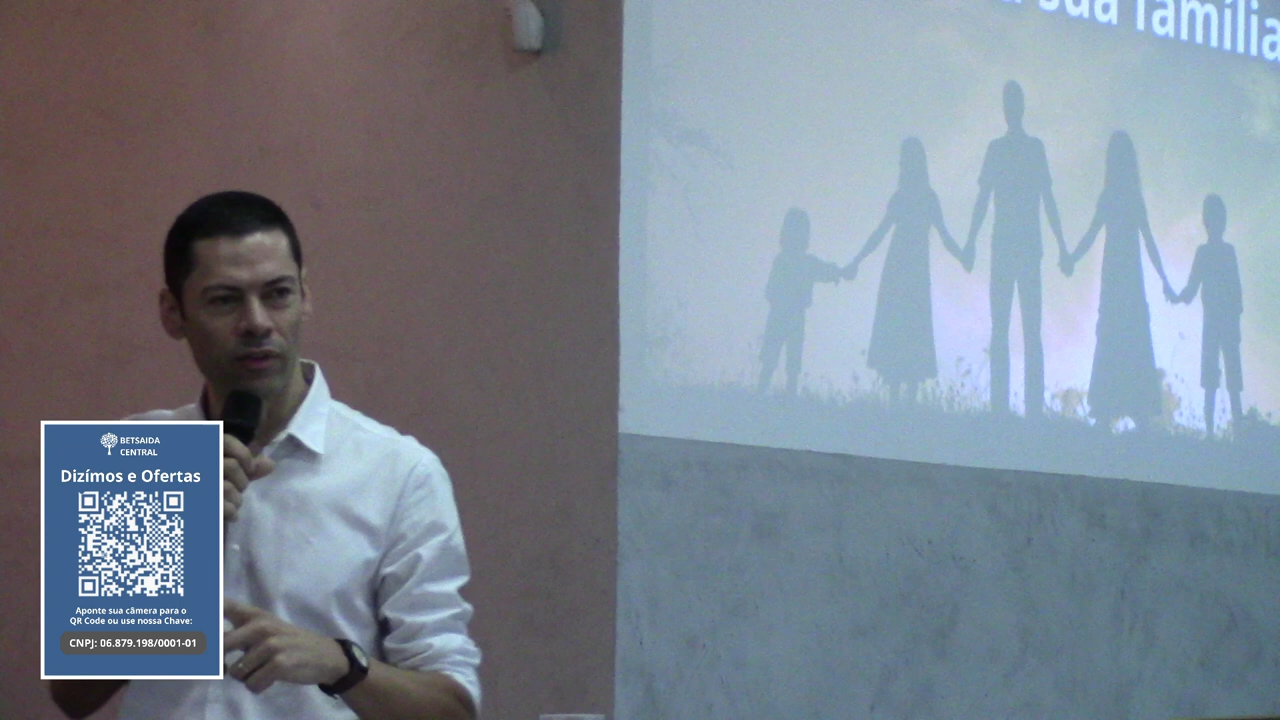 sua família
BETSAIDA
CENTRAL
Dizímos e Ofertas
Aponte sua câmera para o
QR Code ou use nossa Chave:
CNPJ: 06.879.198/0001-01